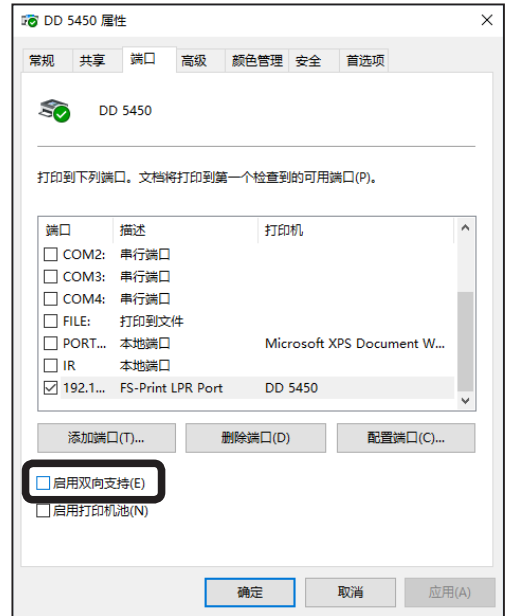 DD 5450 属性
常规 共享 端口 高级 颜色管理 安全 首选项
DD 5450
打印到下列端口。文档将打印到第一个检查到的可用端口(P)。
端口 描述 打印机
COM2: 串行端口
COM3: 串行端口
COM4: 串行端口
FILE: 打印到文件
PORT... 本地端口 Microsoft XPS Document W...
IR 本地端口
192.1... FS-Print LPR Port DD 5450
添加端口(T)... 删除端口(D) 配置端口(C)...
启用双向支持(E)
启用打印机池(N)
确定 取消 应用(A)